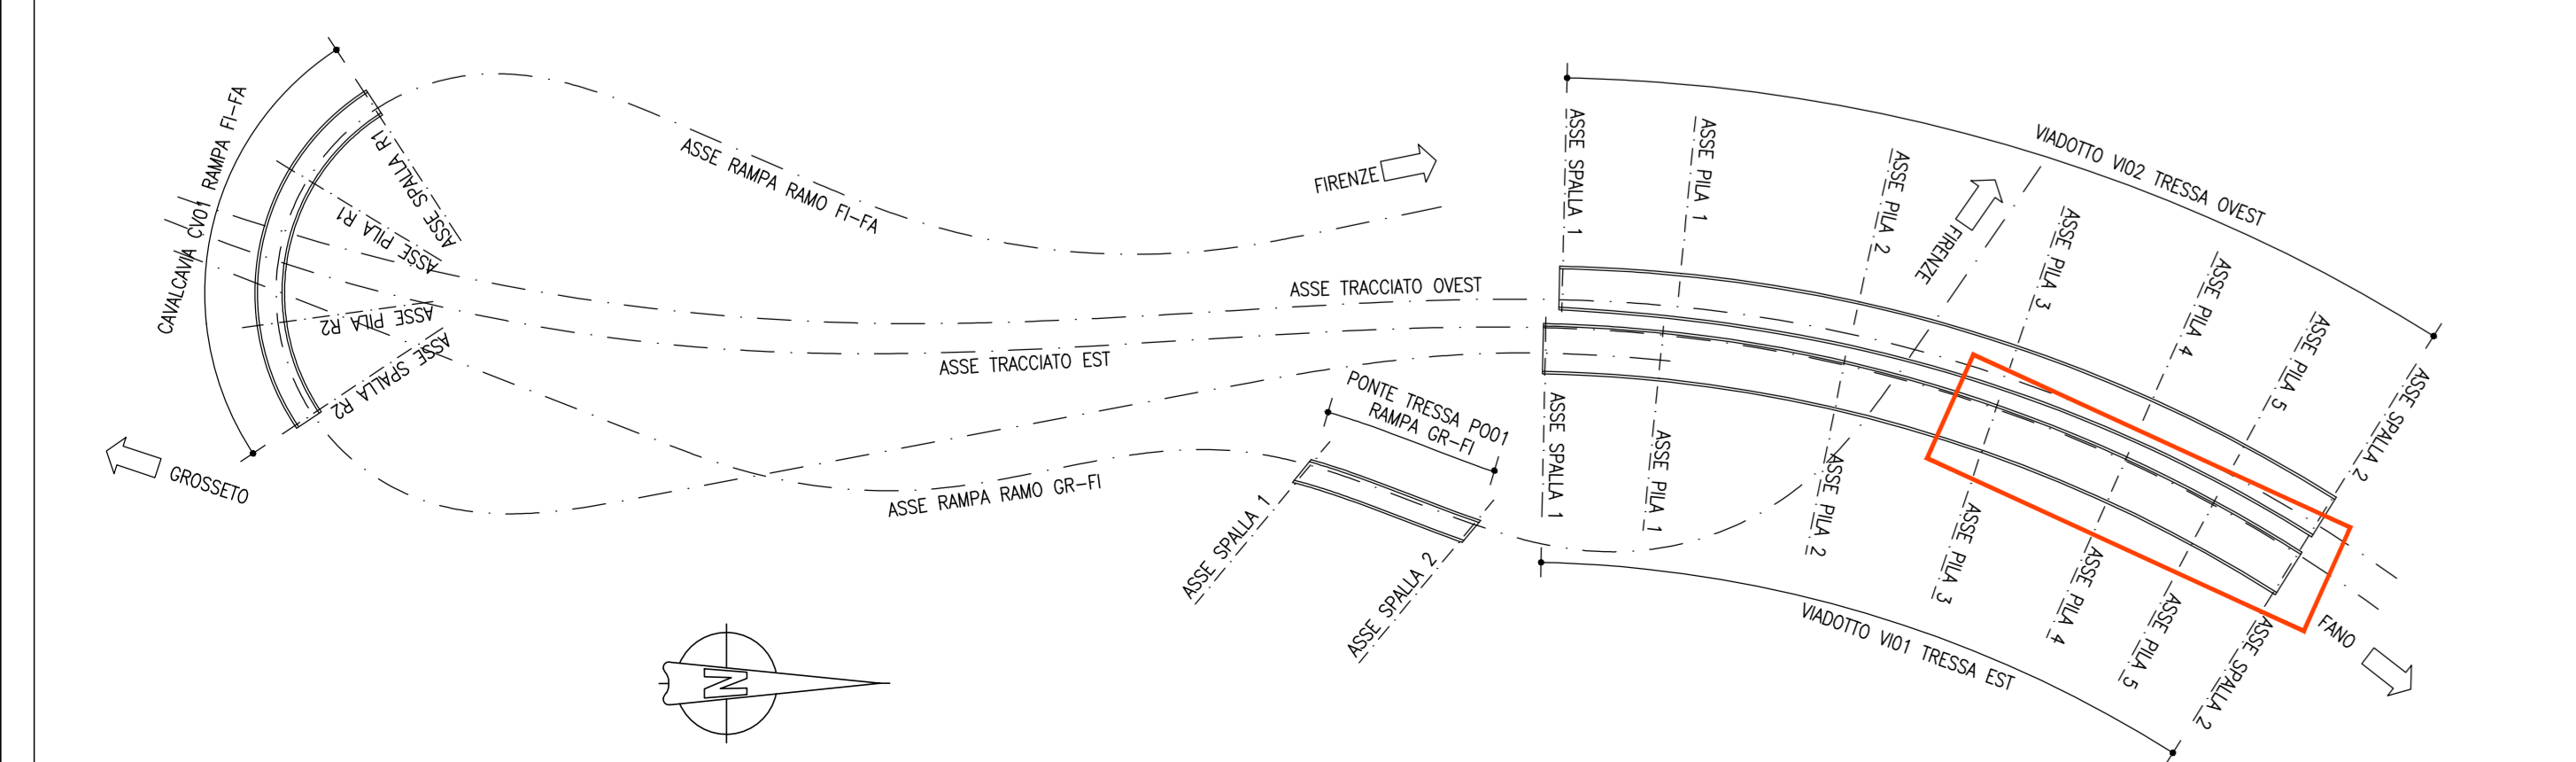 CAVALCAVIA CV01 RAMPA FI-FA
ASSE SPALLA R1
ASSE PILA R1
ASSE PILA R2
ASSE SPALLA R2
GROSSETO
ASSE RAMPA RAMO FI-FA
FIRENZE
ASSE TRACCIATO OVEST
ASSE TRACCIATO EST
ASSE RAMPA RAMO GR-FI
PONTE TRESSA PO01
RAMPA GR-FI
ASSE SPALLA 1
ASSE SPALLA 2
N
VIADOTTO VI02 TRESSA OVEST
ASSE SPALLA 1
ASSE PILA 1
ASSE PILA 2
FIRENZE
ASSE PILA 3
ASSE PILA 4
ASSE PILA 5
ASSE SPALLA 2
ASSE SPALLA 1
ASSE PILA 1
ASSE PILA 2
ASSE PILA 3
ASSE PILA 4
ASSE PILA 5
ASSE SPALLA 2
VIADOTTO VI01 TRESSA EST
FANO